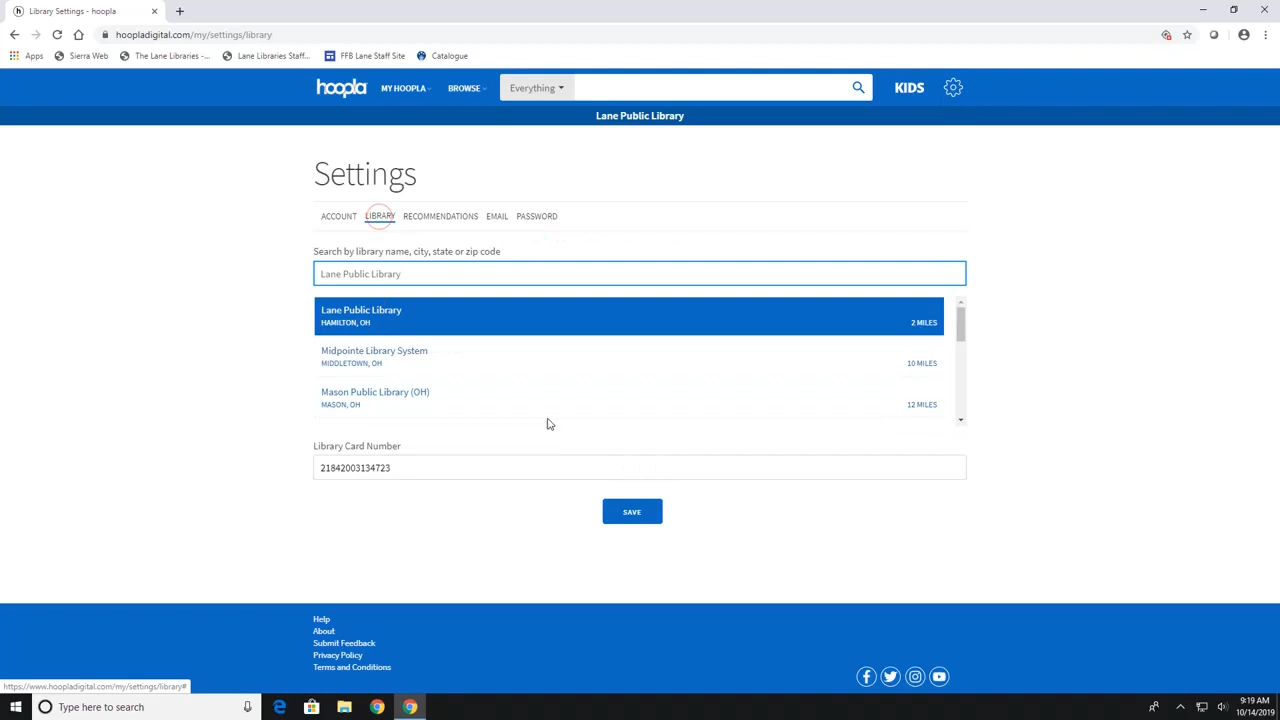 Library Settings - hoopla
hoopladigital.com/my/settings/library
Apps Sierra Web The Lane Libraries -... Lane Libraries Staff... FFB Lane Staff Site Catalogue
hoopla MY HOOPLA BROWSE Everything KIDS
Lane Public Library
Settings
ACCOUNT LIBRARY RECOMMENDATIONS EMAIL PASSWORD
Search by library name, city, state or zip code
Lane Public Library
Lane Public Library
HAMILTON, OH 2 MILES
Midpointe Library System
MIDDLETOWN, OH 10 MILES
Mason Public Library (OH)
MASON, OH 12 MILES
Library Card Number
21842003134723
SAVE
Help
About
Submit Feedback
Privacy Policy
Terms and Conditions
https://www.hoopladigital.com/my/settings/library#
Type here to search
9:19 AM
10/14/2019